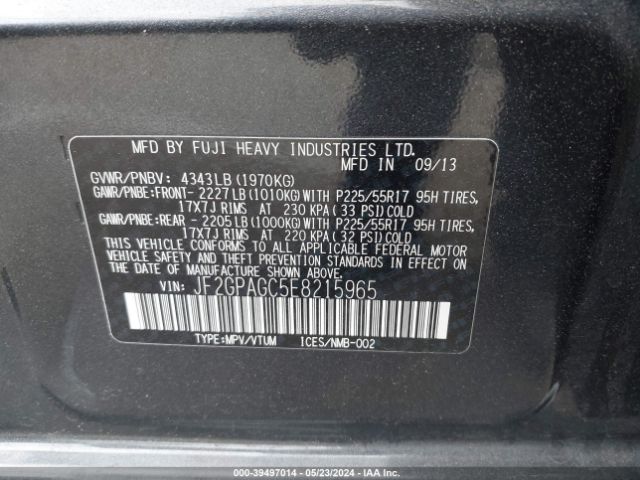 MFD BY FUJI HEAVY INDUSTRIES LTD.
MFD IN 09/13
GVWR/PNBV: 4343LB(1970KG)
GAWR/PNBE:FRONT- 2227LB(1010KG)WITH P225/55R17 95H TIRES,
17X7J RIMS AT 230 KPA(33 PSI)COLD
GAWR/PNBE:REAR - 2205LB(1000KG)WITH P225/55R17 95H TIRES,
17X7J RIMS AT 220 KPA(32 PSI)COLD
THIS VEHICLE CONFORMS TO ALL APPLICABLE FEDERAL MOTOR
VEHICLE SAFETY AND THEFT PREVENTION STANDARDS IN EFFECT
ON THE DATE OF MANUFACTURE SHOWN ABOVE.
VIN: JF2GPAGC5E8215965
TYPE:MPV/VTUM ICES/NMB-002
000-39497014 - 05/23/2024 - IAA Inc.